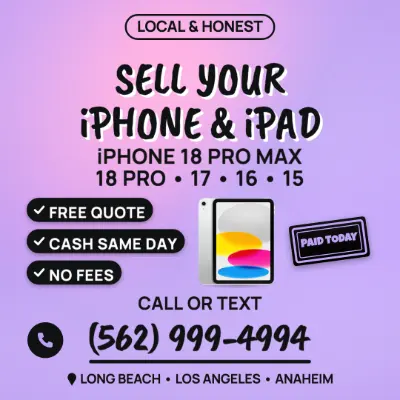 LOCAL & HONEST
SELL YOUR
iPHONE & iPAD
iPHONE 18 PRO MAX
18 PRO • 17 • 16 • 15
FREE QUOTE
CASH SAME DAY
NO FEES
PAID TODAY
CALL OR TEXT
(562) 999-4994
LONG BEACH • LOS ANGELES • ANAHEIM